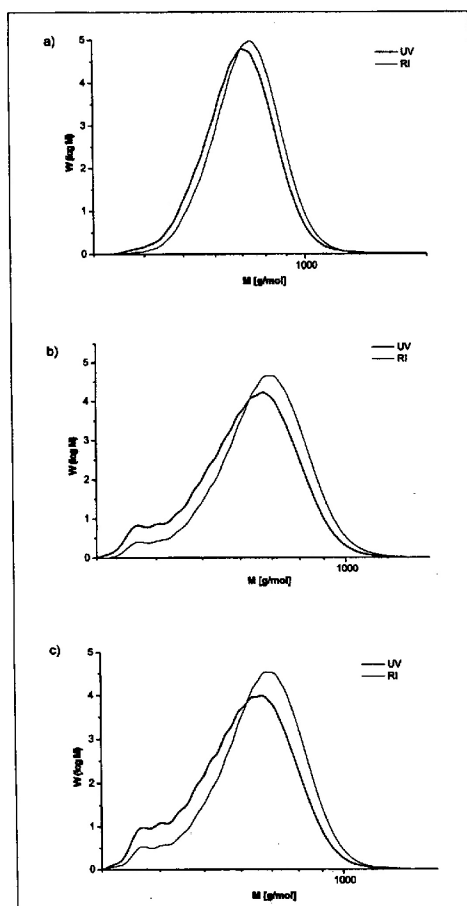 a)
UV
RI
5
4
3
2
1
0
W (log M)
1000
M [g/mol]
b)
UV
RI
5
4
3
2
1
0
W (log M)
1000
M [g/mol]
c)
UV
RI
5
4
3
2
1
0
W (log M)
1000
M [g/mol]